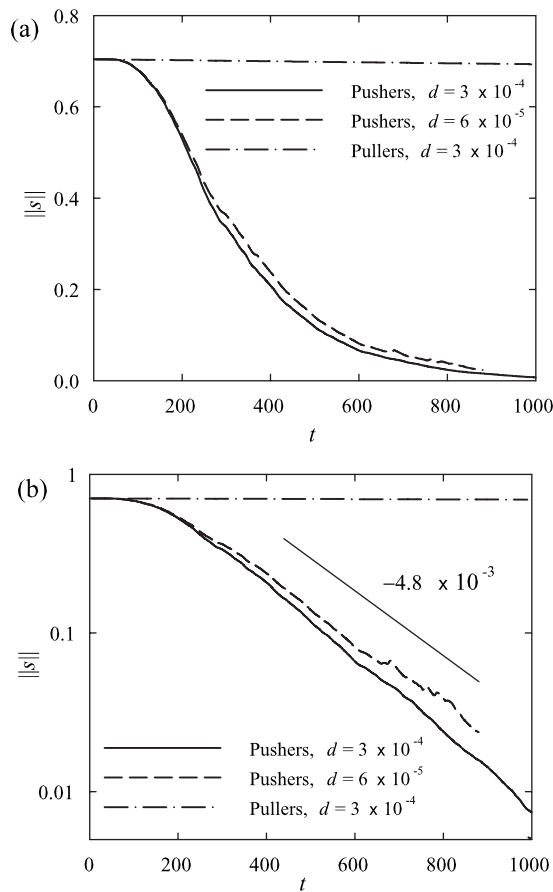 (a)
0.8
0.6
0.4
0.2
0.0
||s||
Pushers, d = 3 × 10⁻⁴
Pushers, d = 6 × 10⁻⁵
Pullers, d = 3 × 10⁻⁴
0 200 400 600 800 1000
t
(b)
1
0.1
0.01
||s||
−4.8 × 10⁻³
Pushers, d = 3 × 10⁻⁴
Pushers, d = 6 × 10⁻⁵
Pullers, d = 3 × 10⁻⁴
0 200 400 600 800 1000
t